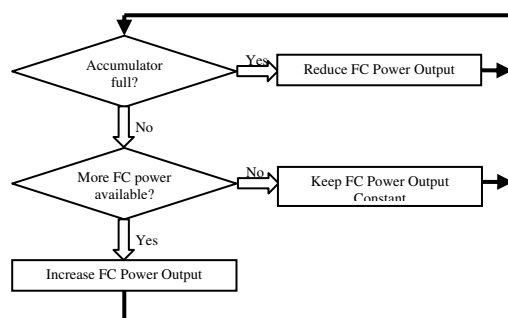 Accumulator
full?
Yes
Reduce FC Power Output
No
More FC power
available?
No
Keep FC Power Output
Constant
Yes
Increase FC Power Output